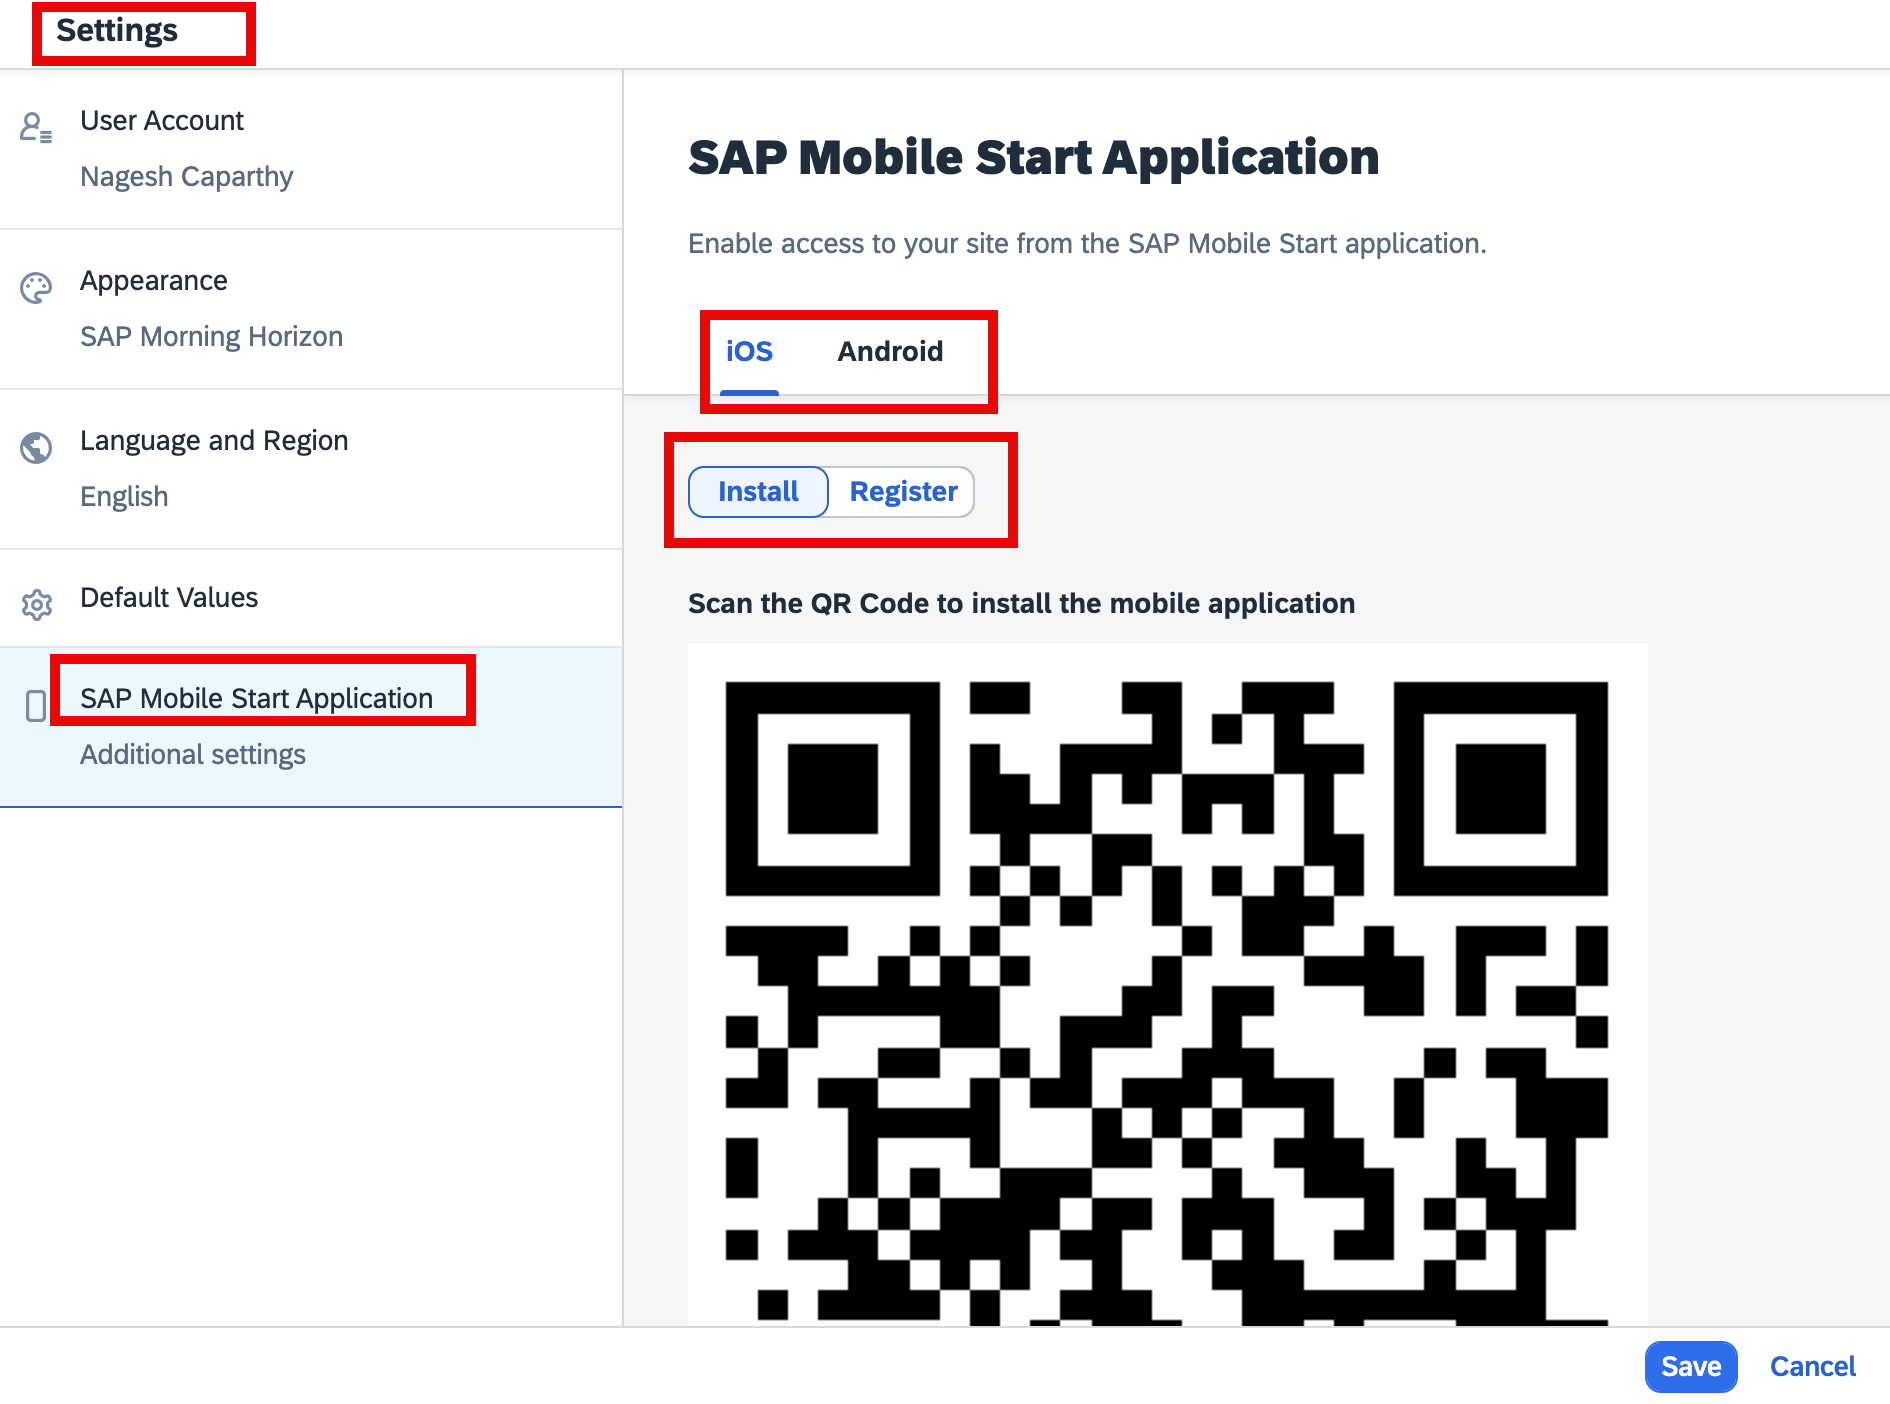 Settings
User Account
Nagesh Caparthy
Appearance
SAP Morning Horizon
Language and Region
English
Default Values
SAP Mobile Start Application
Additional settings
SAP Mobile Start Application
Enable access to your site from the SAP Mobile Start application.
iOS Android
Install Register
Scan the QR Code to install the mobile application
Save Cancel